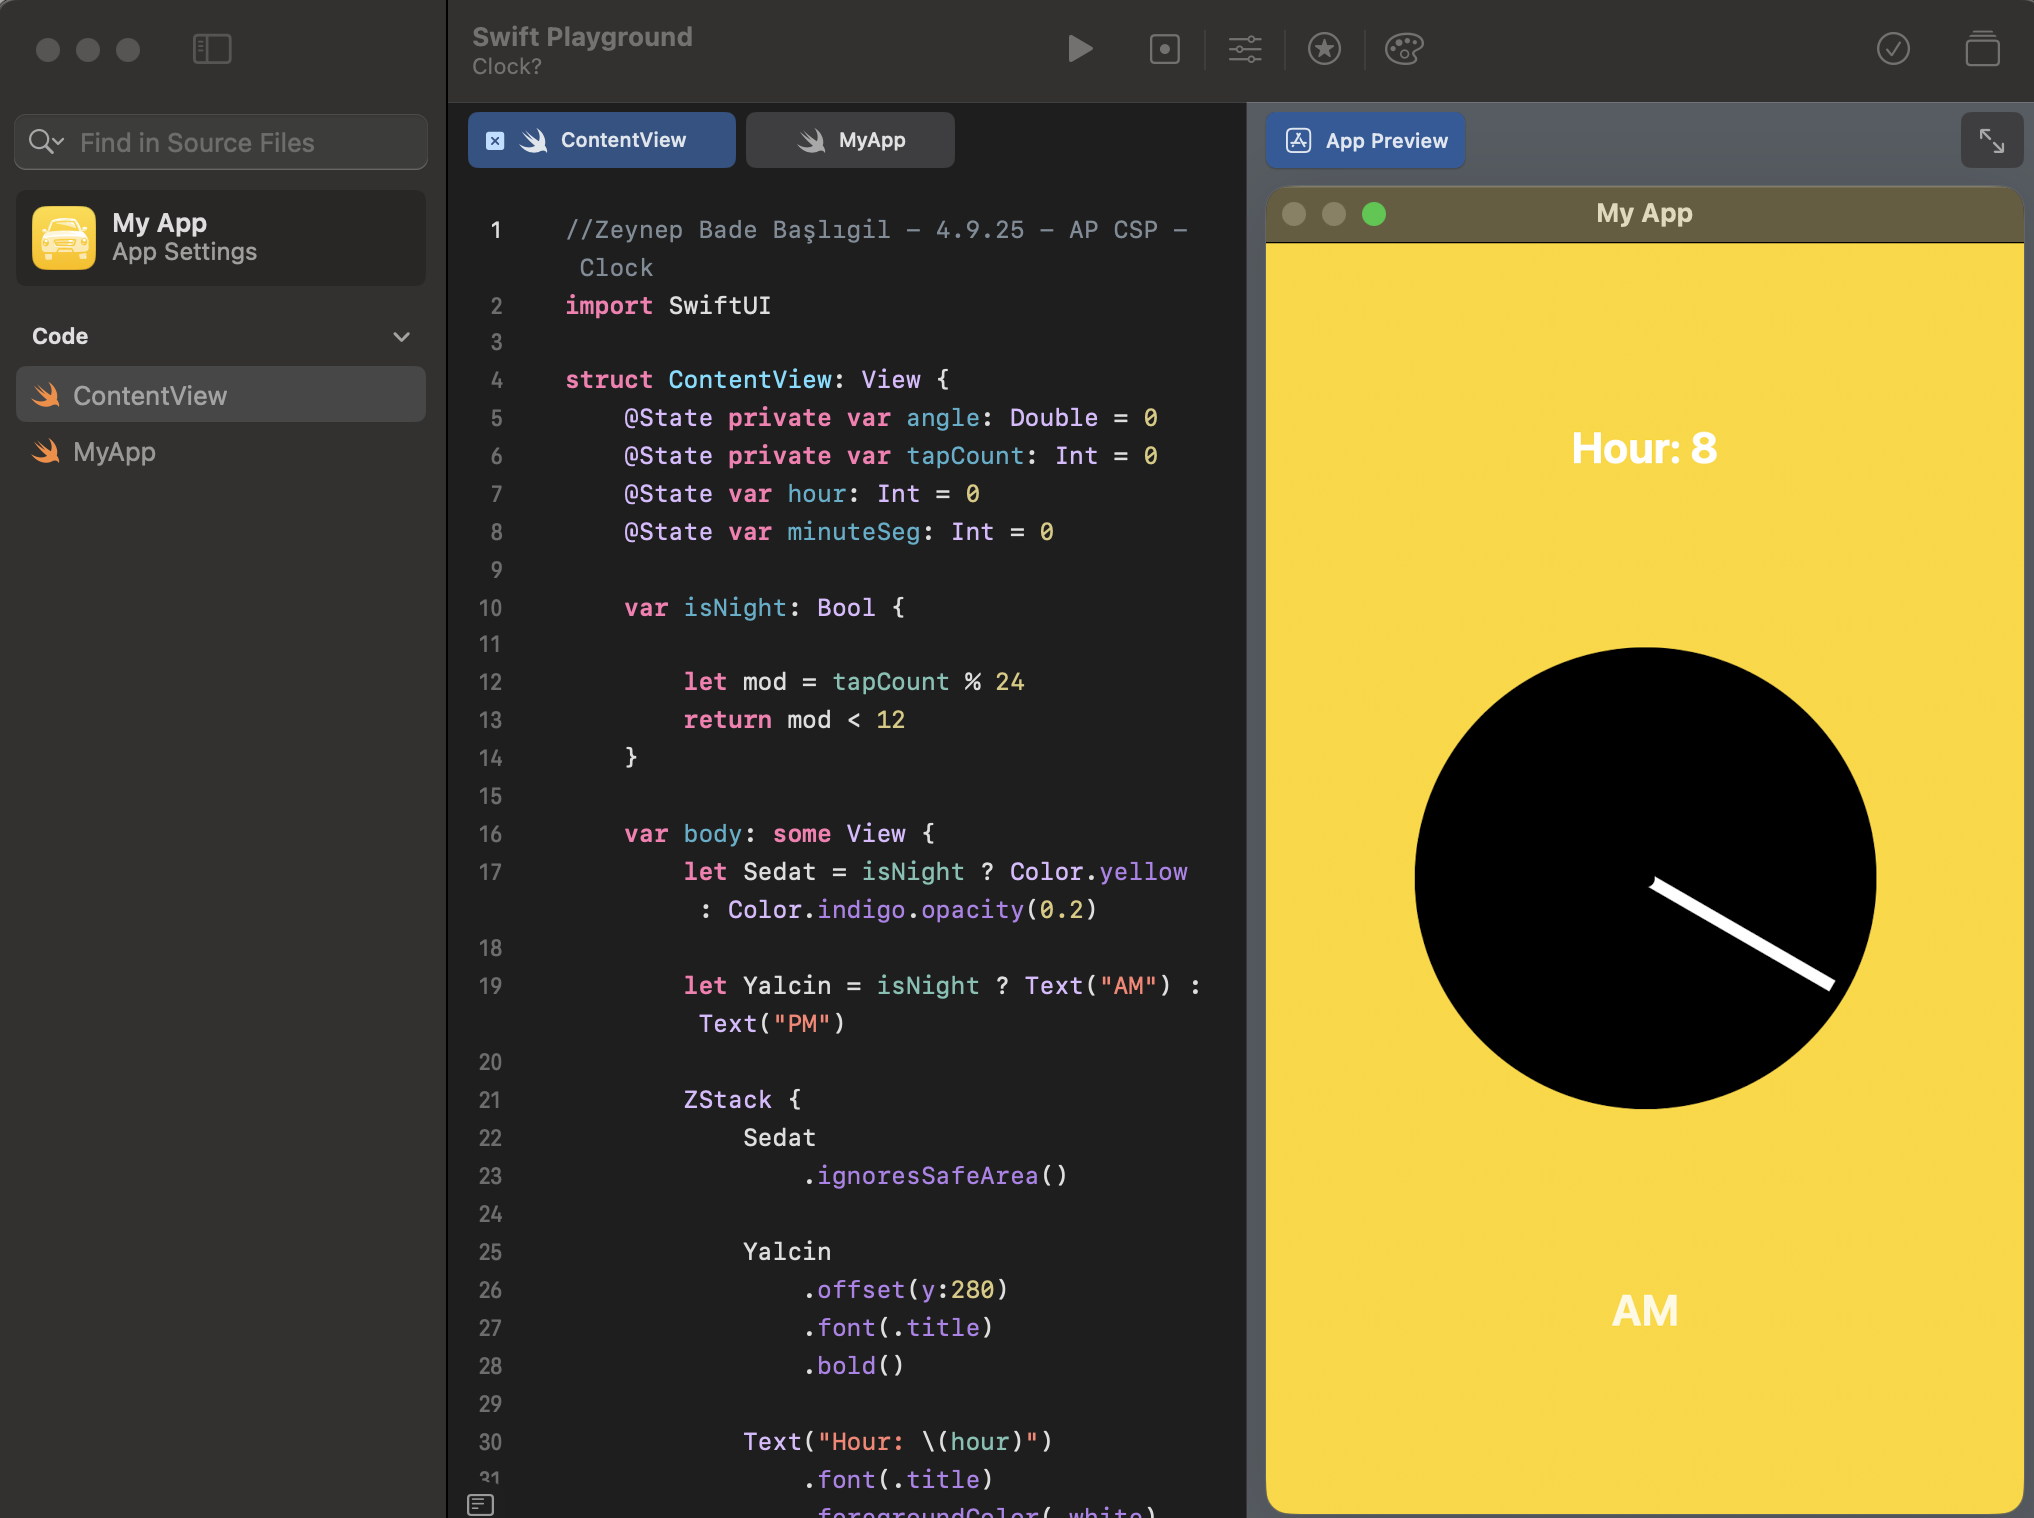 Swift Playground
Clock?
Find in Source Files
My App
App Settings
Code
ContentView
MyApp
ContentView
MyApp
1 //Zeynep Bade Başlıgil - 4.9.25 - AP CSP -
Clock
2 import SwiftUI
3
4 struct ContentView: View {
5 @State private var angle: Double = 0
6 @State private var tapCount: Int = 0
7 @State var hour: Int = 0
8 @State var minuteSeg: Int = 0
9
10 var isNight: Bool {
11
12 let mod = tapCount % 24
13 return mod < 12
14 }
15
16 var body: some View {
17 let Sedat = isNight ? Color.yellow
: Color.indigo.opacity(0.2)
18
19 let Yalcin = isNight ? Text("AM") :
Text("PM")
20
21 ZStack {
22 Sedat
23 .ignoresSafeArea()
24
25 Yalcin
26 .offset(y:280)
27 .font(.title)
28 .bold()
29
30 Text("Hour: \(hour)")
31 .font(.title)
.foregroundColor(.white)
App Preview
My App
Hour: 8
AM